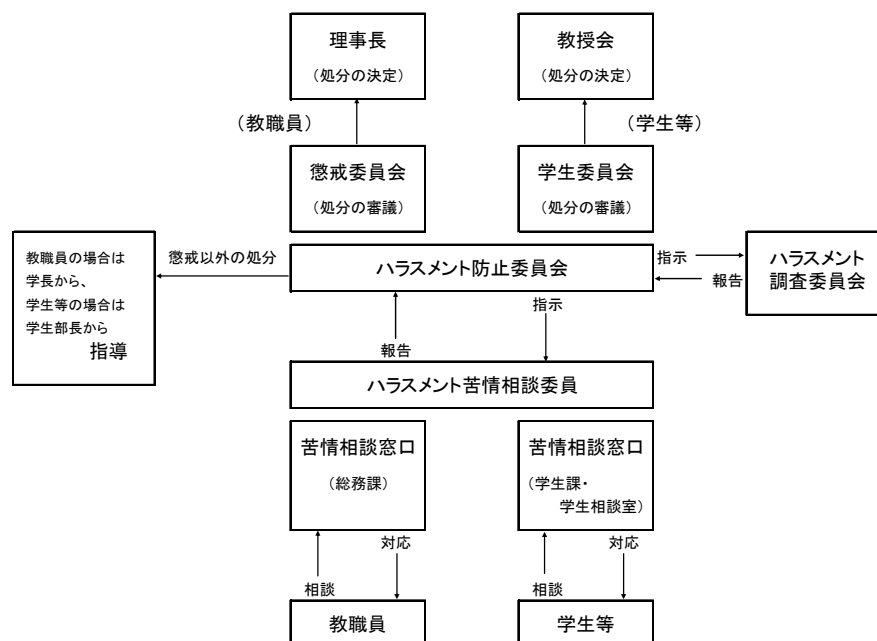 理事長
（処分の決定）
教授会
（処分の決定）
（教職員）
（学生等）
懲戒委員会
（処分の審議）
学生委員会
（処分の審議）
教職員の場合は
学長から、
学生等の場合は
学生部長から
指導
懲戒以外の処分
ハラスメント防止委員会
指示
報告
ハラスメント
調査委員会
報告
指示
ハラスメント苦情相談委員
苦情相談窓口
（総務課）
苦情相談窓口
（学生課・
学生相談室）
相談
対応
相談
対応
教職員
学生等